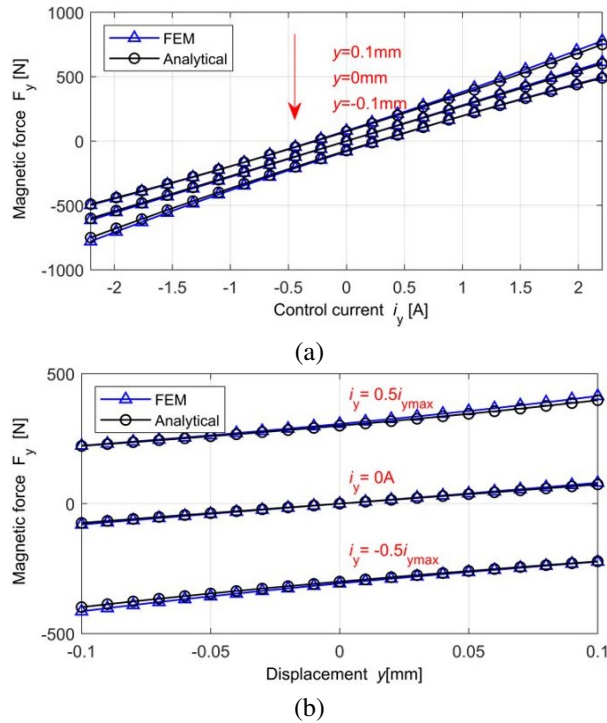 1000
FEM
Analytical
y=0.1mm
y=0mm
y=-0.1mm
500
0
-500
-1000
Magnetic force F_y [N]
-2 -1.5 -1 -0.5 0 0.5 1 1.5 2
Control current i_y [A]
(a)
500
FEM
Analytical
i_y= 0.5i_ymax
i_y= 0A
0
i_y= -0.5i_ymax
-500
Magnetic force F_y [N]
-0.1 -0.05 0 0.05 0.1
Displacement y[mm]
(b)